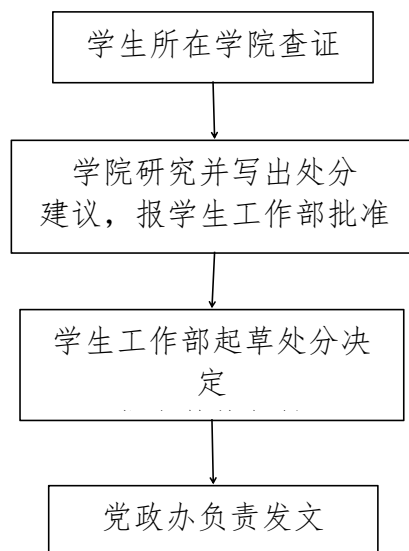 学生所在学院查证
学院研究并写出处分
建议，报学生工作部批准
学生工作部起草处分决
定
党政办负责发文